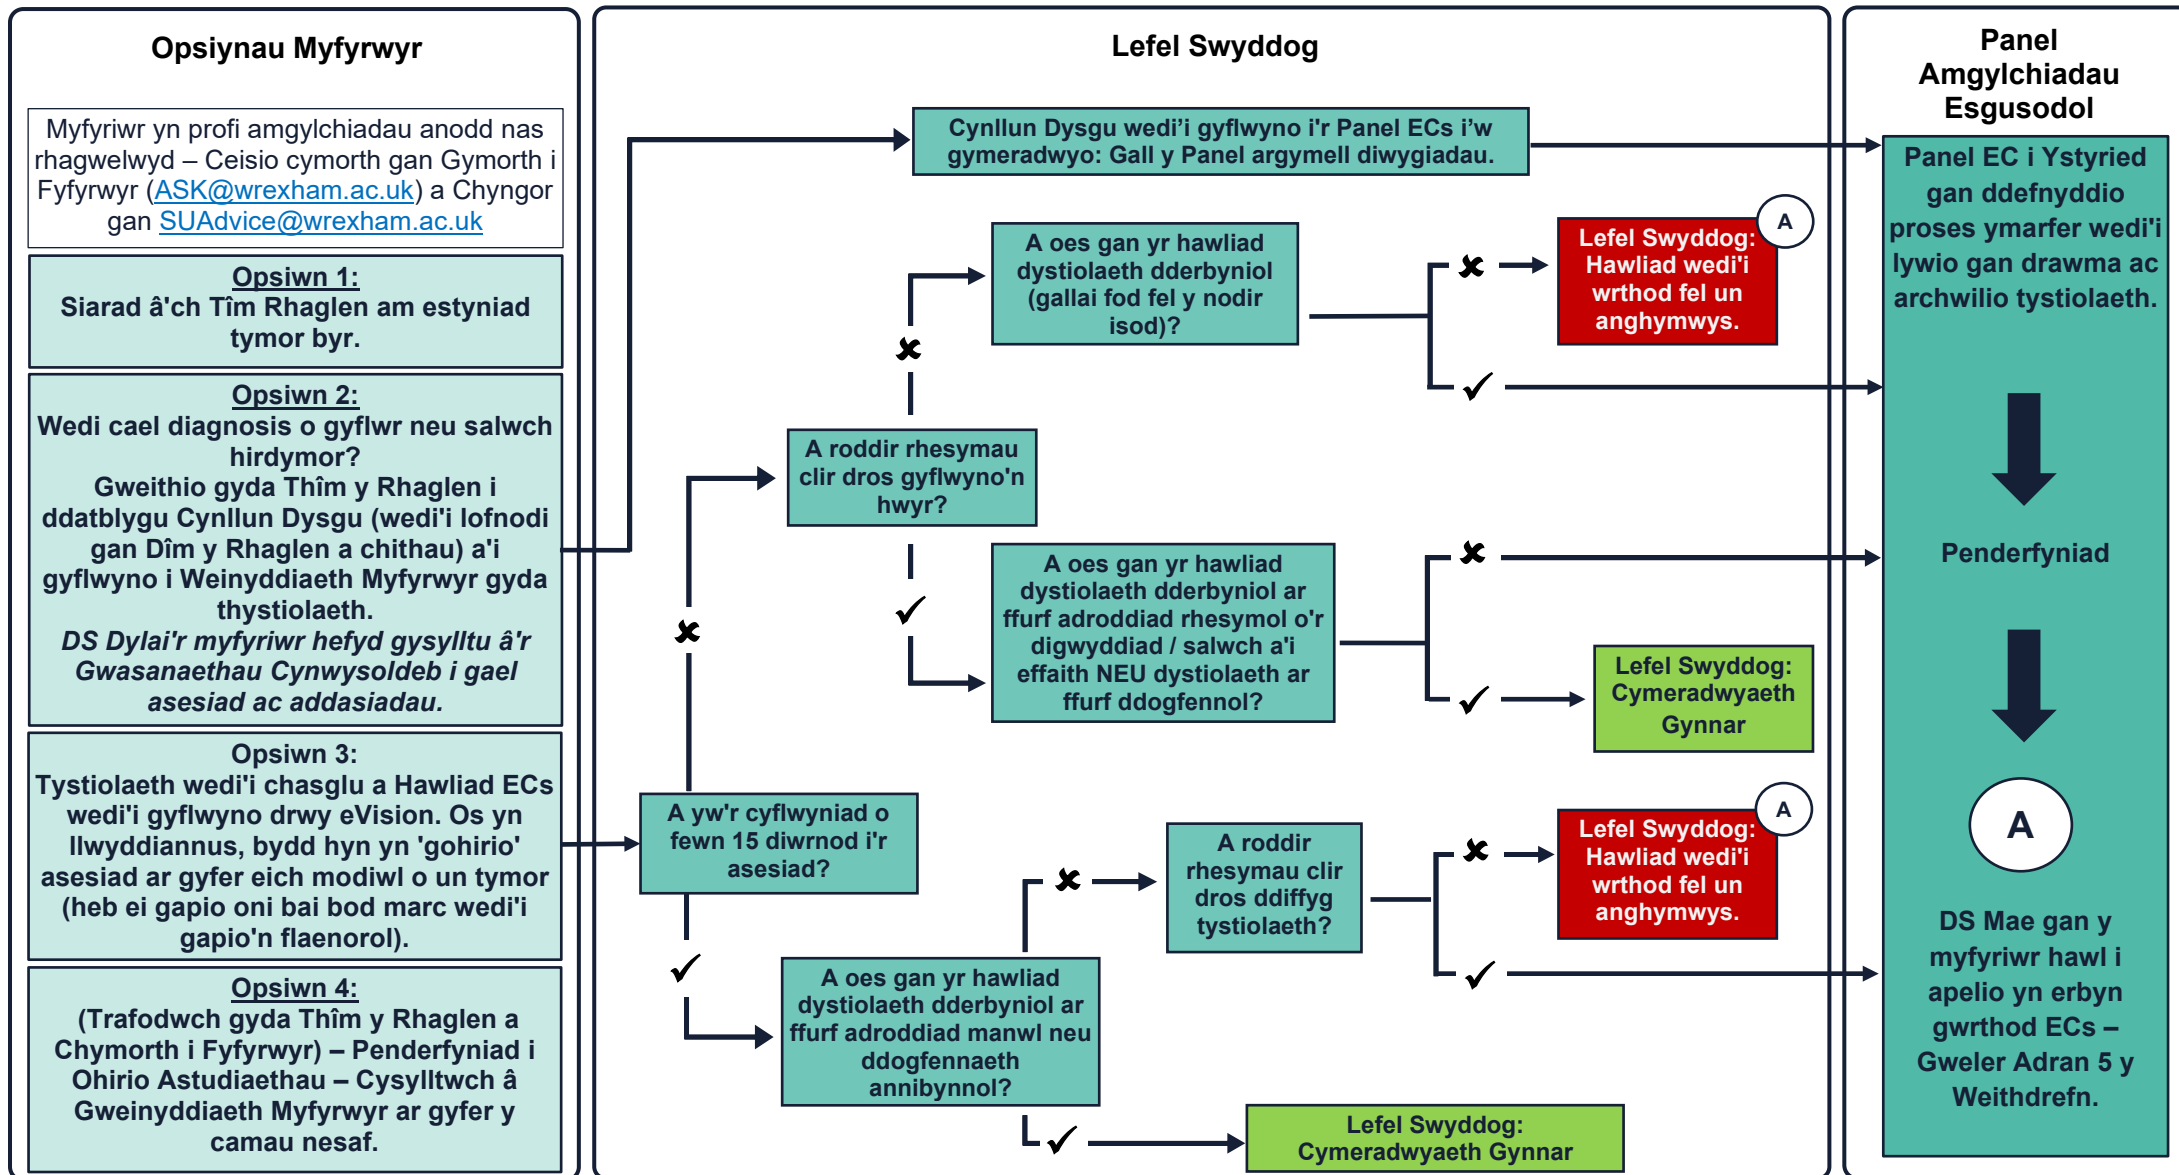 Opsiynau Myfyrwyr
Myfyriwr yn profi amgylchiadau anodd nas
rhagwelwyd – Ceisio cymorth gan Gymorth i
Fyfyrwyr (ASK@wrexham.ac.uk) a Chyngor
gan SUAdvice@wrexham.ac.uk
Opsiwn 1:
Siarad â'ch Tîm Rhaglen am estyniad
tymor byr.
Opsiwn 2:
Wedi cael diagnosis o gyflwr neu salwch
hirdymor?
Gweithio gyda Thîm y Rhaglen i
ddatblygu Cynllun Dysgu (wedi'i lofnodi
gan Dîm y Rhaglen a chithau) a'i
gyflwyno i Weinyddiaeth Myfyrwyr gyda
thystiolaeth.
DS Dylai'r myfyriwr hefyd gysylltu â'r
Gwasanaethau Cynwysoldeb i gael
asesiad ac addasiadau.
Opsiwn 3:
Tystiolaeth wedi'i chasglu a Hawliad ECs
wedi'i gyflwyno drwy eVision. Os yn
llwyddiannus, bydd hyn yn 'gohirio'
asesiad ar gyfer eich modiwl o un tymor
(heb ei gapio oni bai bod marc wedi'i
gapio'n flaenorol).
Opsiwn 4:
(Trafodwch gyda Thîm y Rhaglen a
Chymorth i Fyfyrwyr) – Penderfyniad i
Ohirio Astudiaethau – Cysylltwch â
Gweinyddiaeth Myfyrwyr ar gyfer y
camau nesaf.
Lefel Swyddog
Cynllun Dysgu wedi’i gyflwyno i'r Panel ECs i’w
gymeradwyo: Gall y Panel argymell diwygiadau.
A oes gan yr hawliad
dystiolaeth dderbyniol
(gallai fod fel y nodir
isod)?
Lefel Swyddog:
Hawliad wedi'i
wrthod fel un
anghymwys.
A
A roddir rhesymau
clir dros gyflwyno'n
hwyr?
A oes gan yr hawliad
dystiolaeth dderbyniol ar
ffurf adroddiad rhesymol o'r
digwyddiad / salwch a'i
effaith NEU dystiolaeth ar
ffurf ddogfennol?
Lefel Swyddog:
Cymeradwyaeth
Gynnar
A yw'r cyflwyniad o
fewn 15 diwrnod i'r
asesiad?
A roddir
rhesymau clir
dros ddiffyg
tystiolaeth?
Lefel Swyddog:
Hawliad wedi'i
wrthod fel un
anghymwys.
A
A oes gan yr hawliad
dystiolaeth dderbyniol ar
ffurf adroddiad manwl neu
ddogfennaeth
annibynnol?
Lefel Swyddog:
Cymeradwyaeth Gynnar
Panel
Amgylchiadau
Esgusodol
Panel EC i Ystyried
gan ddefnyddio
proses ymarfer wedi'i
lywio gan drawma ac
archwilio tystiolaeth.
Penderfyniad
A
DS Mae gan y
myfyriwr hawl i
apelio yn erbyn
gwrthod ECs –
Gweler Adran 5 y
Weithdrefn.